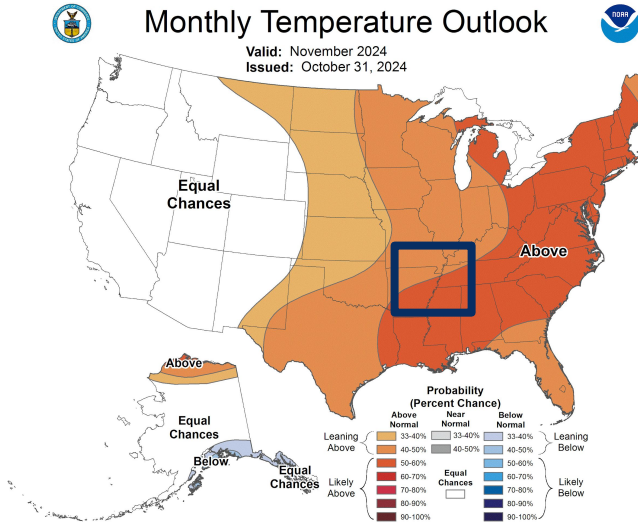 Monthly Temperature Outlook
NOAA
Valid: November 2024
Issued: October 31, 2024
Equal
Chances
Above
Above
Equal
Chances
Below
Equal
Chances
Probability
(Percent Chance)
Above
Normal
Near
Normal
Below
Normal
Leaning
Above
33-40%
33-40%
33-40%
Leaning
Below
40-50%
40-50%
40-50%
Likely
Above
50-60%
60-70%
70-80%
80-90%
90-100%
Equal
Chances
50-60%
60-70%
70-80%
80-90%
90-100%
Likely
Below